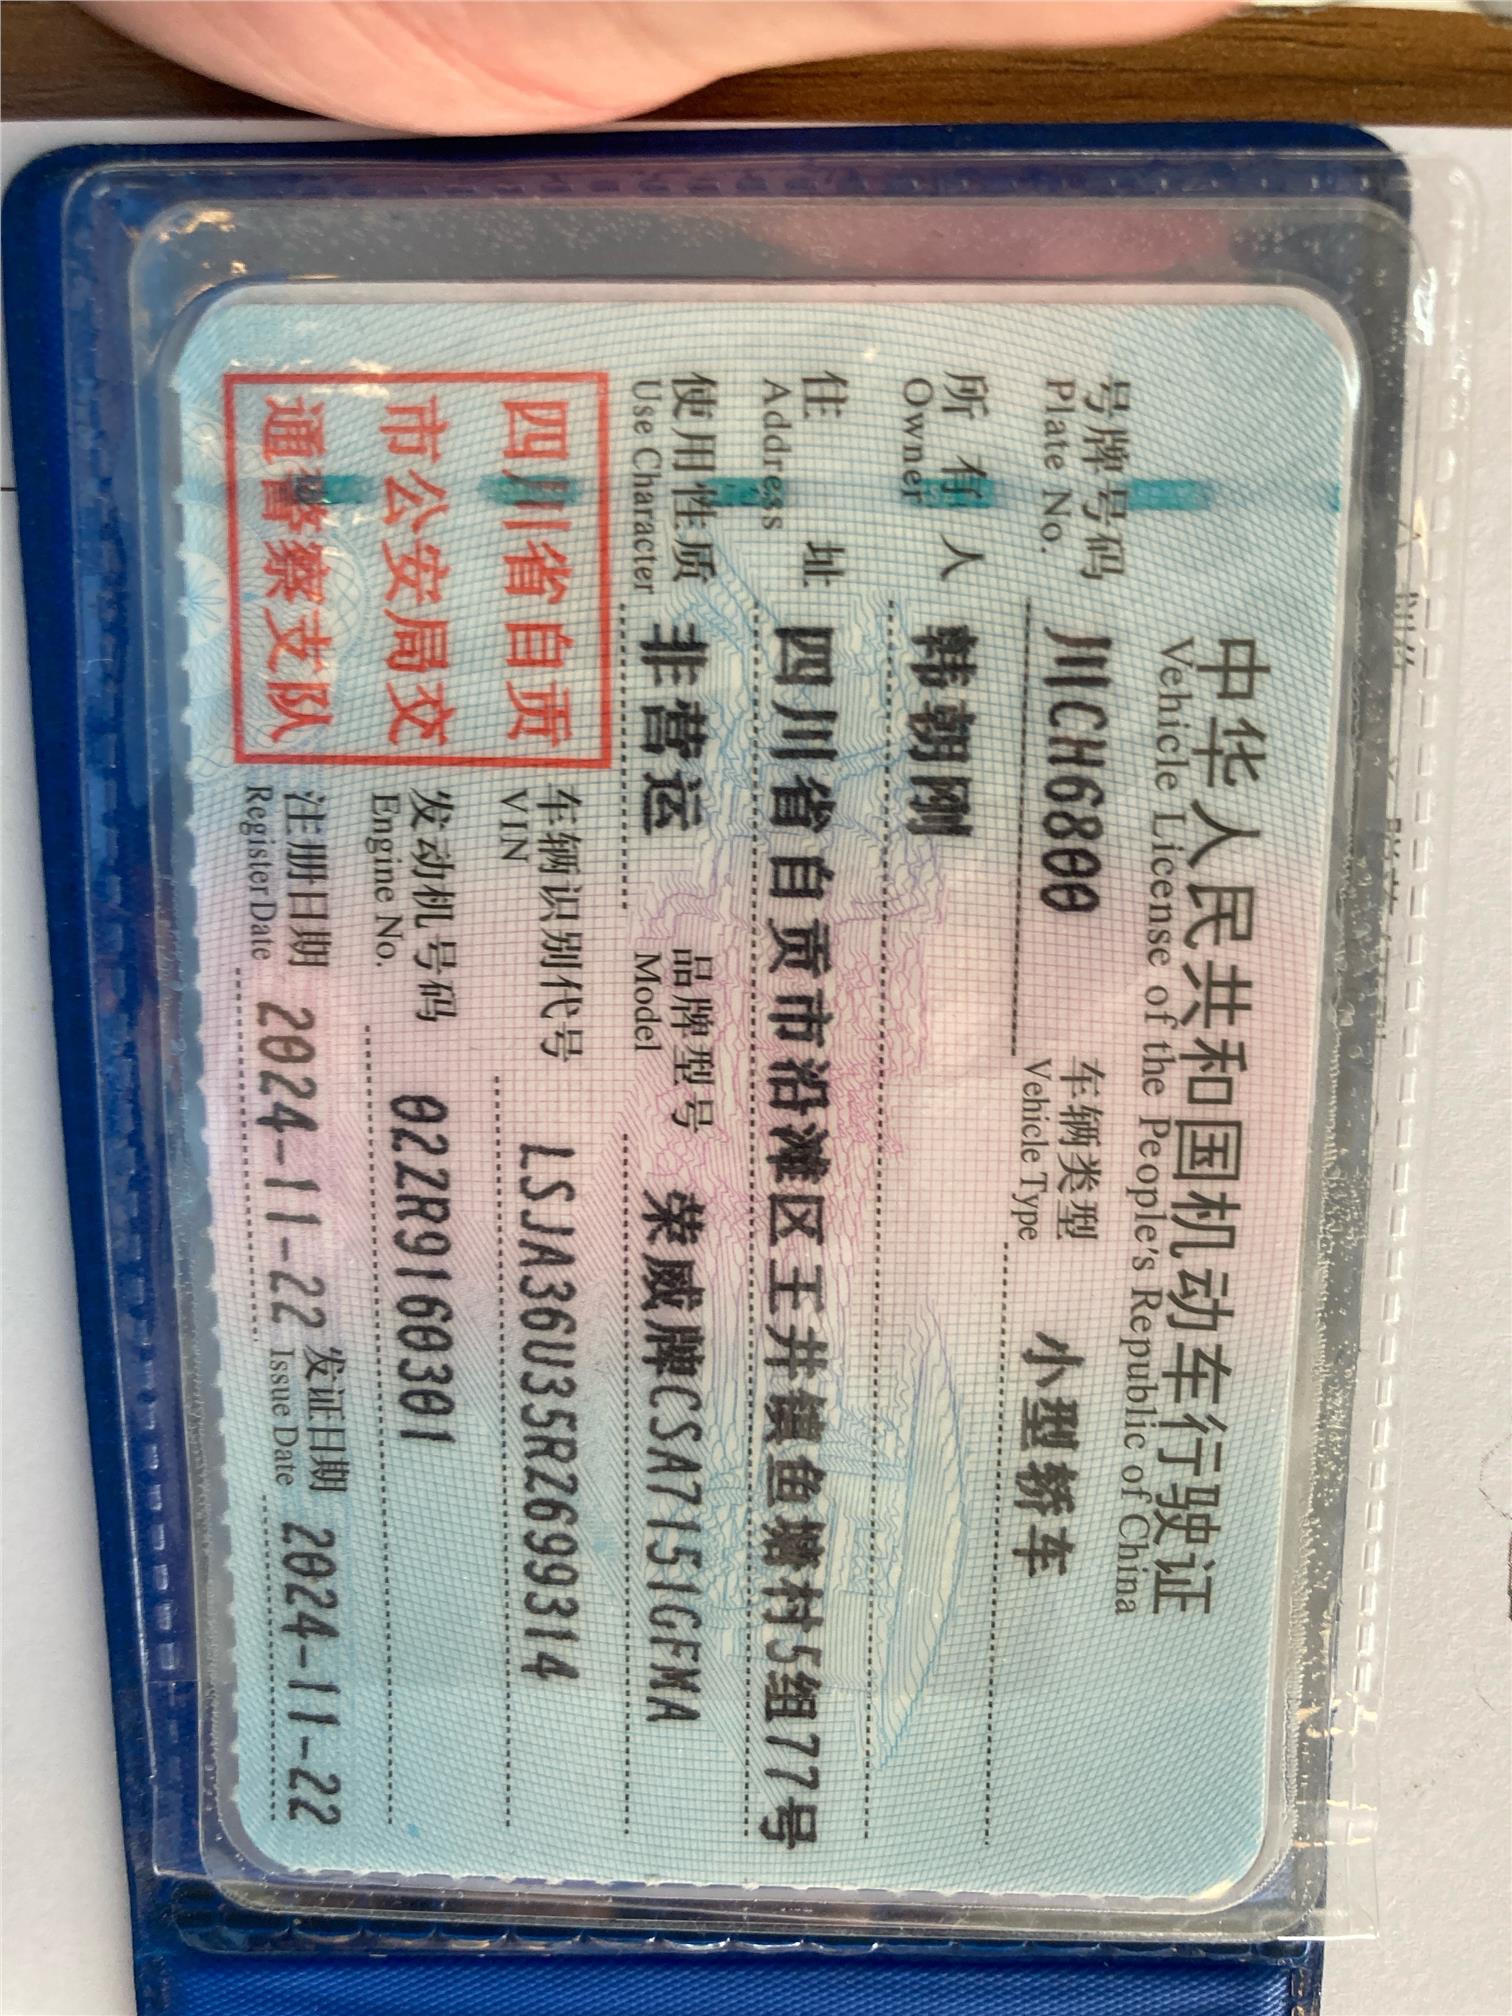 中华人民共和国机动车行驶证
Vehicle License of the People's Republic of China
号牌号码 川CH6800 车辆类型 小型轿车
Plate No. Vehicle Type
所有人 韩朝刚
Owner
住址 四川省自贡市沿滩区王井镇鱼塘村5组77号
Address
使用性质 非营运 品牌型号 荣威牌CSA7151GFMA
Use Character Model
四川省自贡
市公安局交
通警察支队
车辆识别代号 LSJA36U35RZ699314
VIN
发动机号码 02ZR9160301
Engine No.
注册日期 2024-11-22 发证日期 2024-11-22
Register Date Issue Date